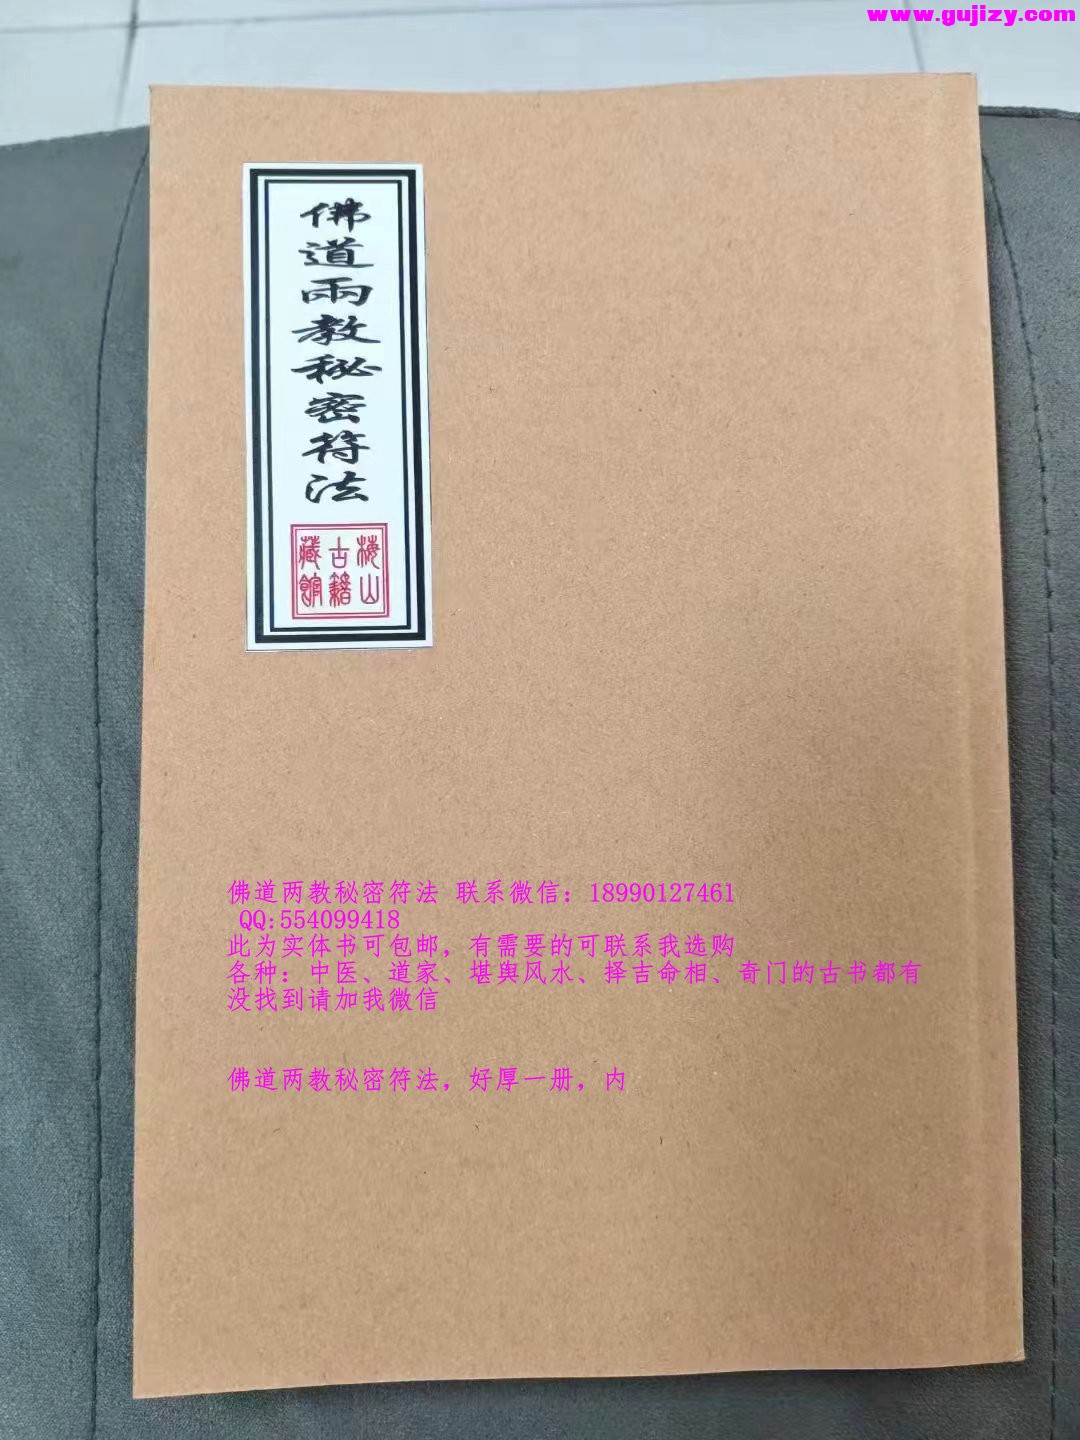 www.gujizy.com
佛道兩教秘密符法
梅山
古籍
藏館
佛道两教秘密符法 联系微信：18990127461
QQ:554099418
此为实体书可包邮，有需要的可联系我选购
各种：中医、道家、堪舆风水、择吉命相、奇门的古书都有
没找到请加我微信
佛道两教秘密符法，好厚一册，内